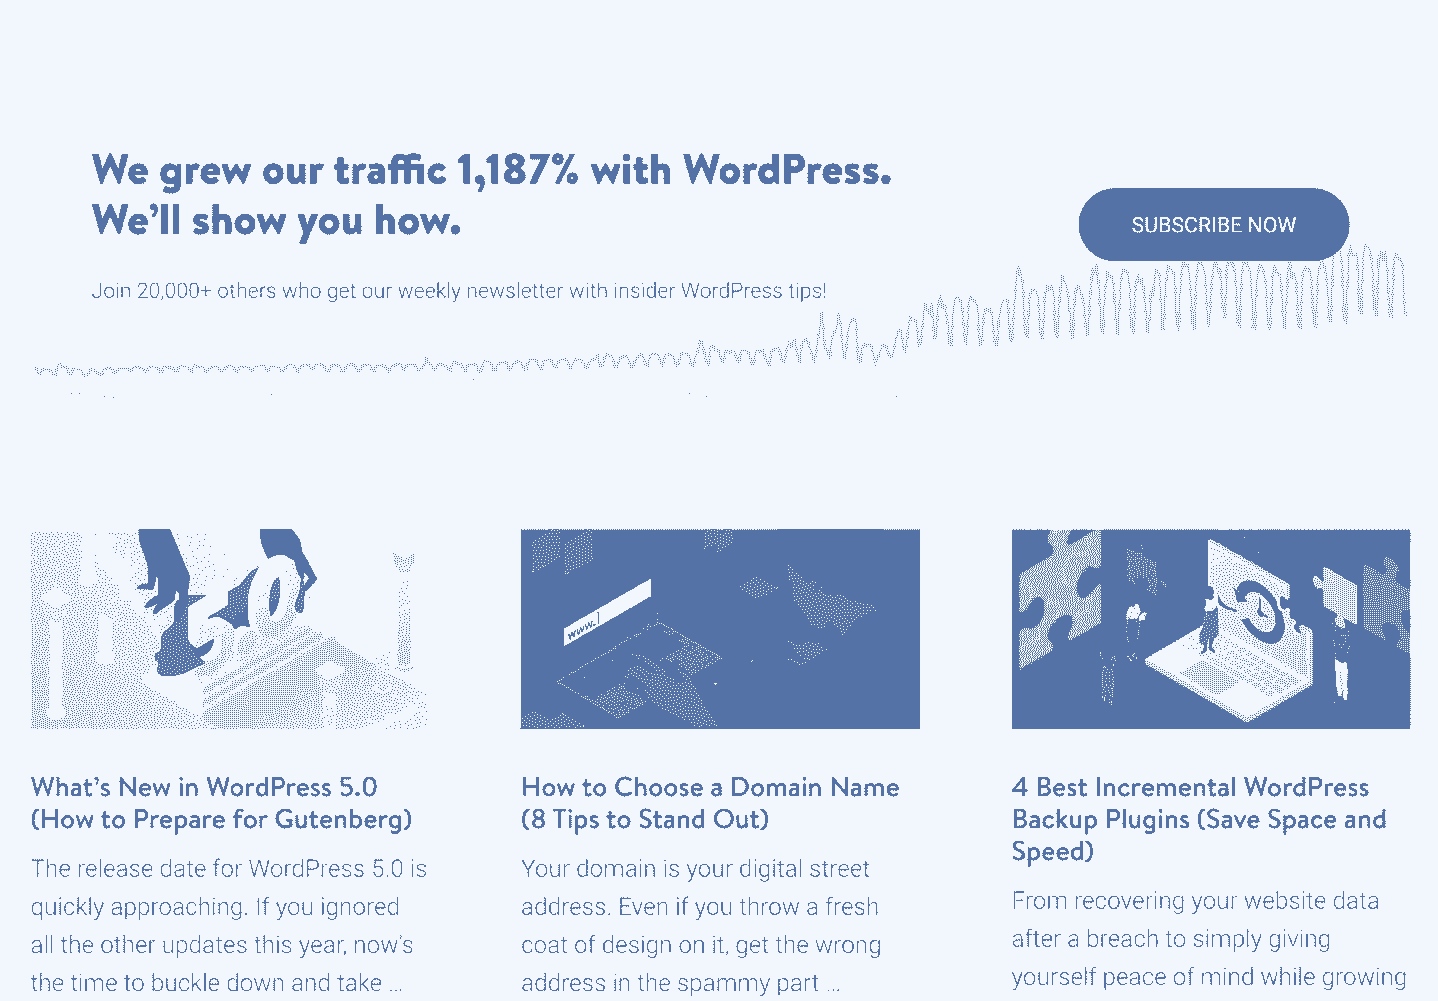 We grew our traffic 1,187% with WordPress.
We’ll show you how.
SUBSCRIBE NOW
Join 20,000+ others who get our weekly newsletter with insider WordPress tips!
www.
What’s New in WordPress 5.0
(How to Prepare for Gutenberg)
The release date for WordPress 5.0 is
quickly approaching. If you ignored
all the other updates this year, now’s
the time to buckle down and take ...
How to Choose a Domain Name
(8 Tips to Stand Out)
Your domain is your digital street
address. Even if you throw a fresh
coat of design on it, get the wrong
address in the spammy part ...
4 Best Incremental WordPress
Backup Plugins (Save Space and
Speed)
From recovering your website data
after a breach to simply giving
yourself peace of mind while growing